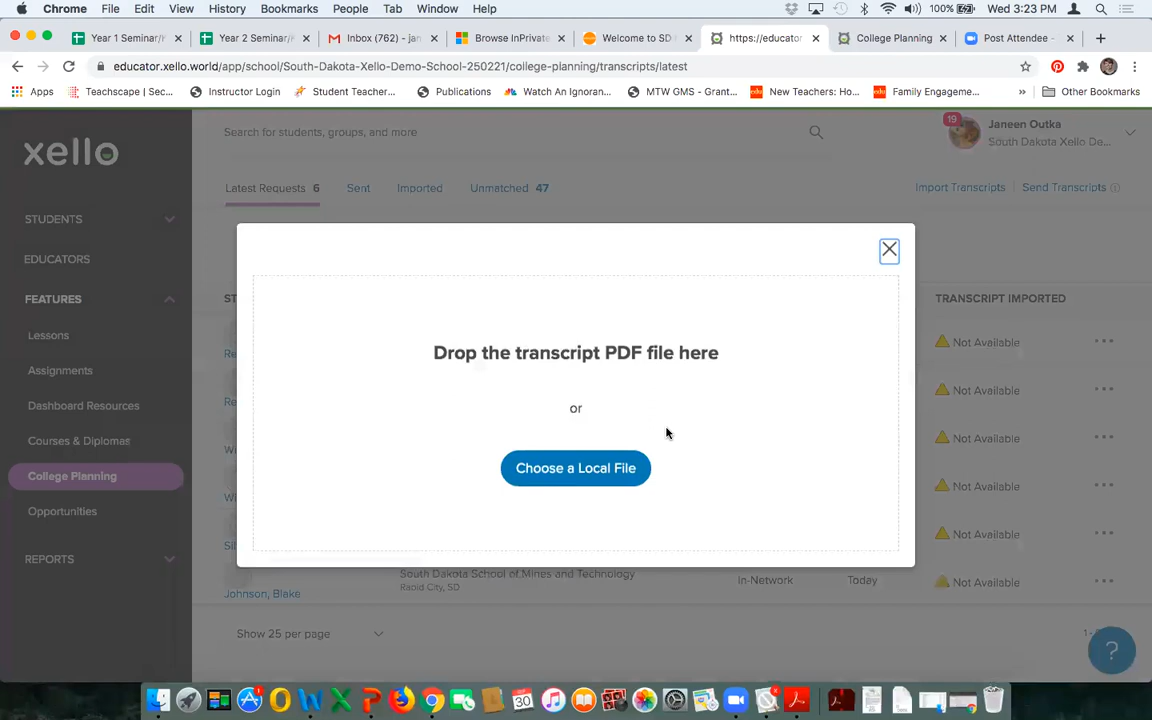 Chrome File Edit View History Bookmarks People Tab Window Help 100% Wed 3:23 PM
Year 1 Seminar/ Year 2 Seminar/ Inbox (762) - jan Browse InPrivate Welcome to SD https://educator College Planning Post Attendee -
educator.xello.world/app/school/South-Dakota-Xello-Demo-School-250221/college-planning/transcripts/latest
Apps Teachscape | Sec... Instructor Login Student Teacher... Publications Watch An Ignoran... MTW GMS - Grant... New Teachers: Ho... Family Engageme... » Other Bookmarks
xello
Search for students, groups, and more
19
Janeen Outka
South Dakota Xello De...
Latest Requests 6 Sent Imported Unmatched 47 Import Transcripts Send Transcripts
STUDENTS
EDUCATORS
FEATURES
Lessons
Assignments
Dashboard Resources
Courses & Diplomas
College Planning
Opportunities
REPORTS
TRANSCRIPT IMPORTED
Not Available
Not Available
Not Available
Not Available
Not Available
Drop the transcript PDF file here
or
Choose a Local File
South Dakota School of Mines and Technology
Rapid City, SD
In-Network Today Not Available
Johnson, Blake
Show 25 per page
?
30